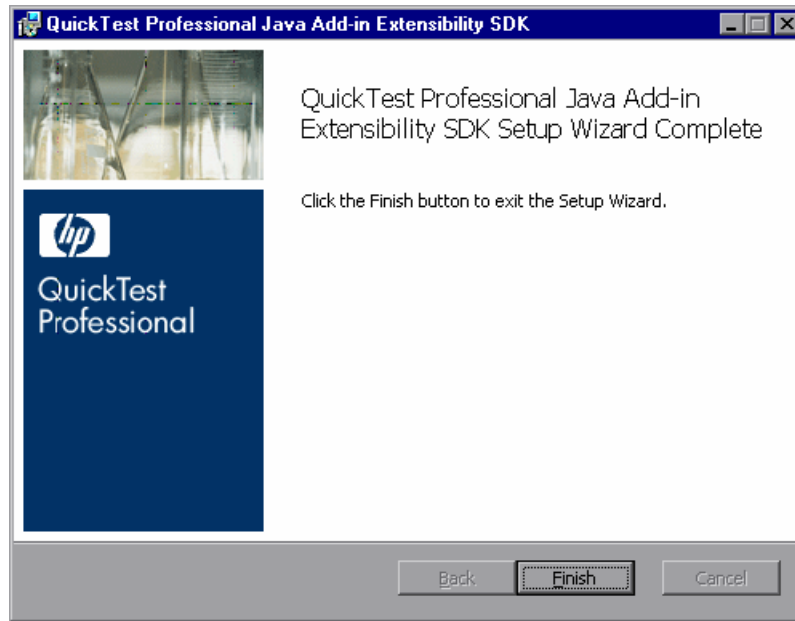 QuickTest Professional Java Add-in Extensibility SDK
QuickTest Professional Java Add-in
Extensibility SDK Setup Wizard Complete
Click the Finish button to exit the Setup Wizard.
hp
QuickTest
Professional
Back
Finish
Cancel